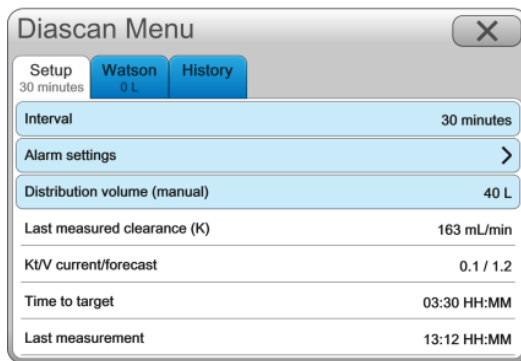 Diascan Menu
Setup
30 minutes
Watson
0 L
History
Interval 30 minutes
Alarm settings
Distribution volume (manual) 40 L
Last measured clearance (K) 163 mL/min
Kt/V current/forecast 0.1 / 1.2
Time to target 03:30 HH:MM
Last measurement 13:12 HH:MM